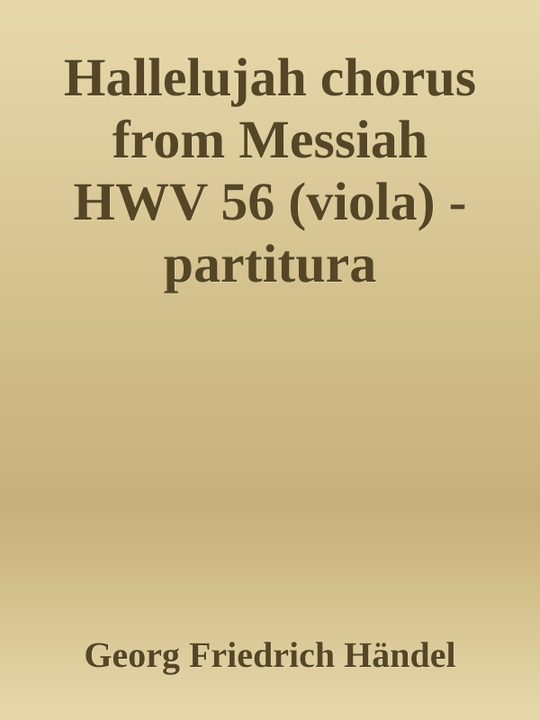 Hallelujah chorus
from Messiah
HWV 56 (viola) -
partitura
Georg Friedrich Händel